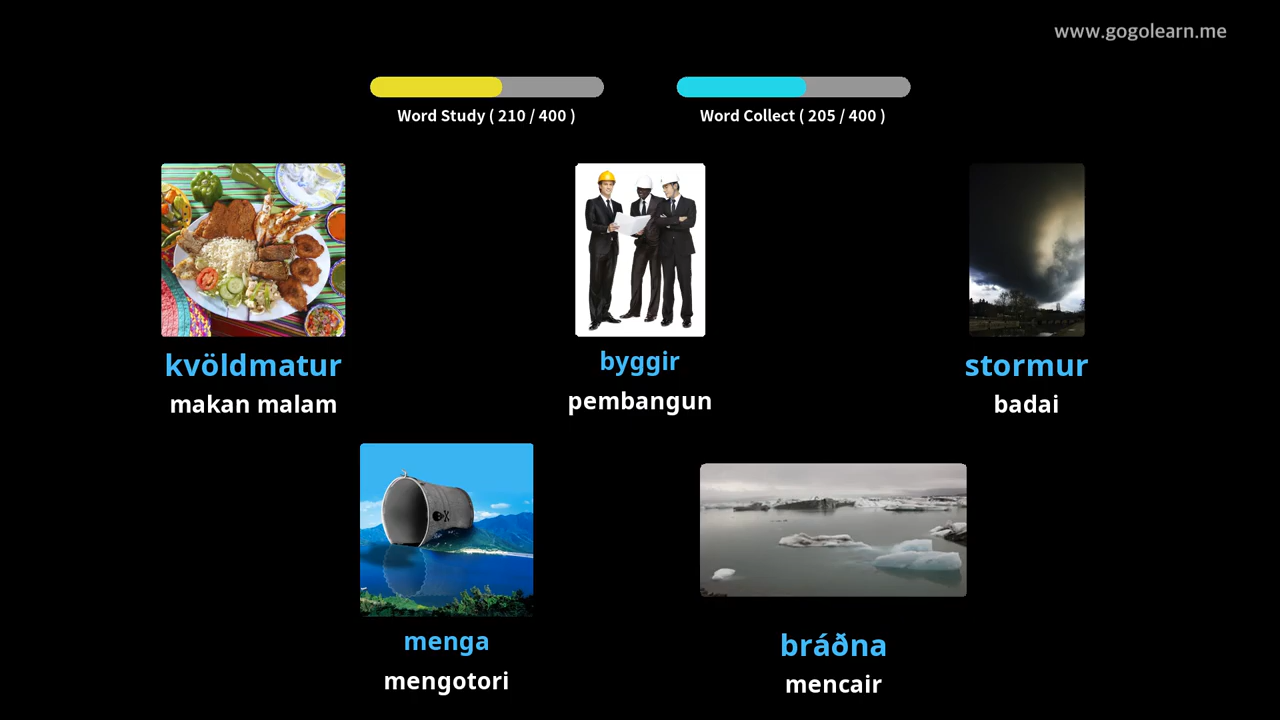 www.gogolearn.me
Word Study ( 210 / 400 )
Word Collect ( 205 / 400 )
kvöldmatur
makan malam
byggir
pembangun
stormur
badai
menga
mengotori
bráðna
mencair